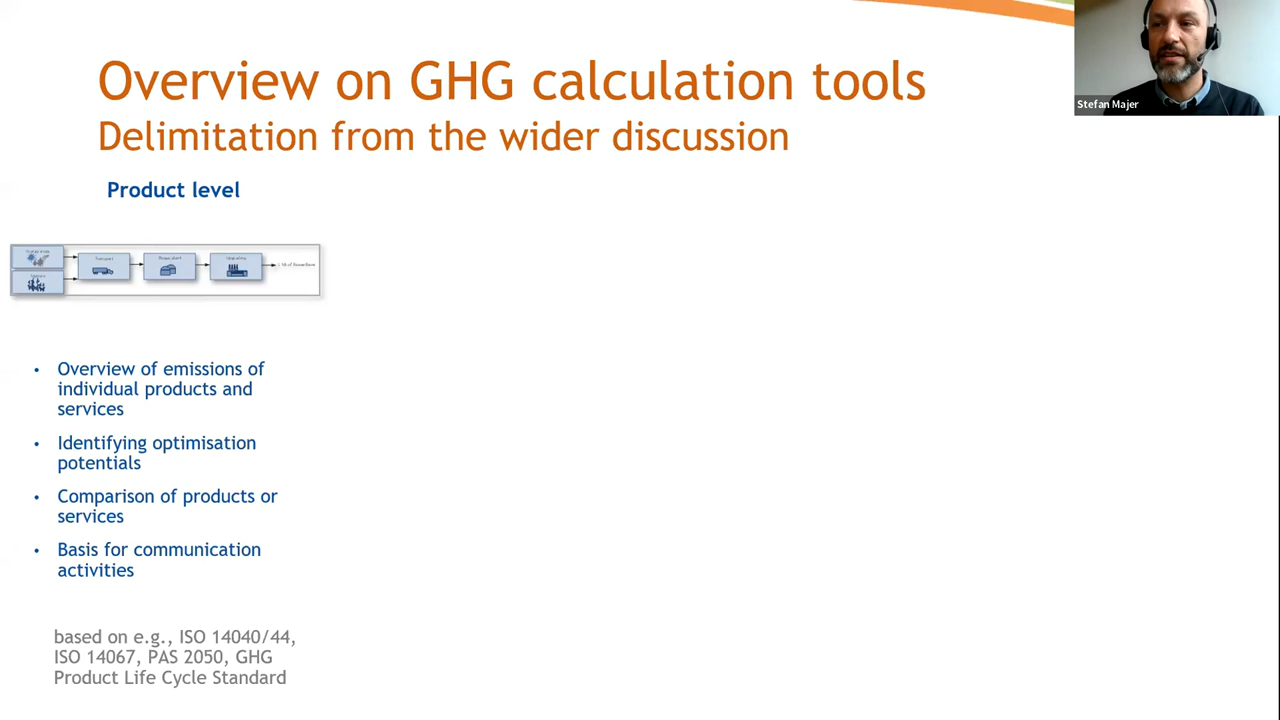 Overview on GHG calculation tools
Delimitation from the wider discussion
Stefan Majer
Product level
Transport
• Overview of emissions of
individual products and
services
• Identifying optimisation
potentials
• Comparison of products or
services
• Basis for communication
activities
based on e.g., ISO 14040/44,
ISO 14067, PAS 2050, GHG
Product Life Cycle Standard